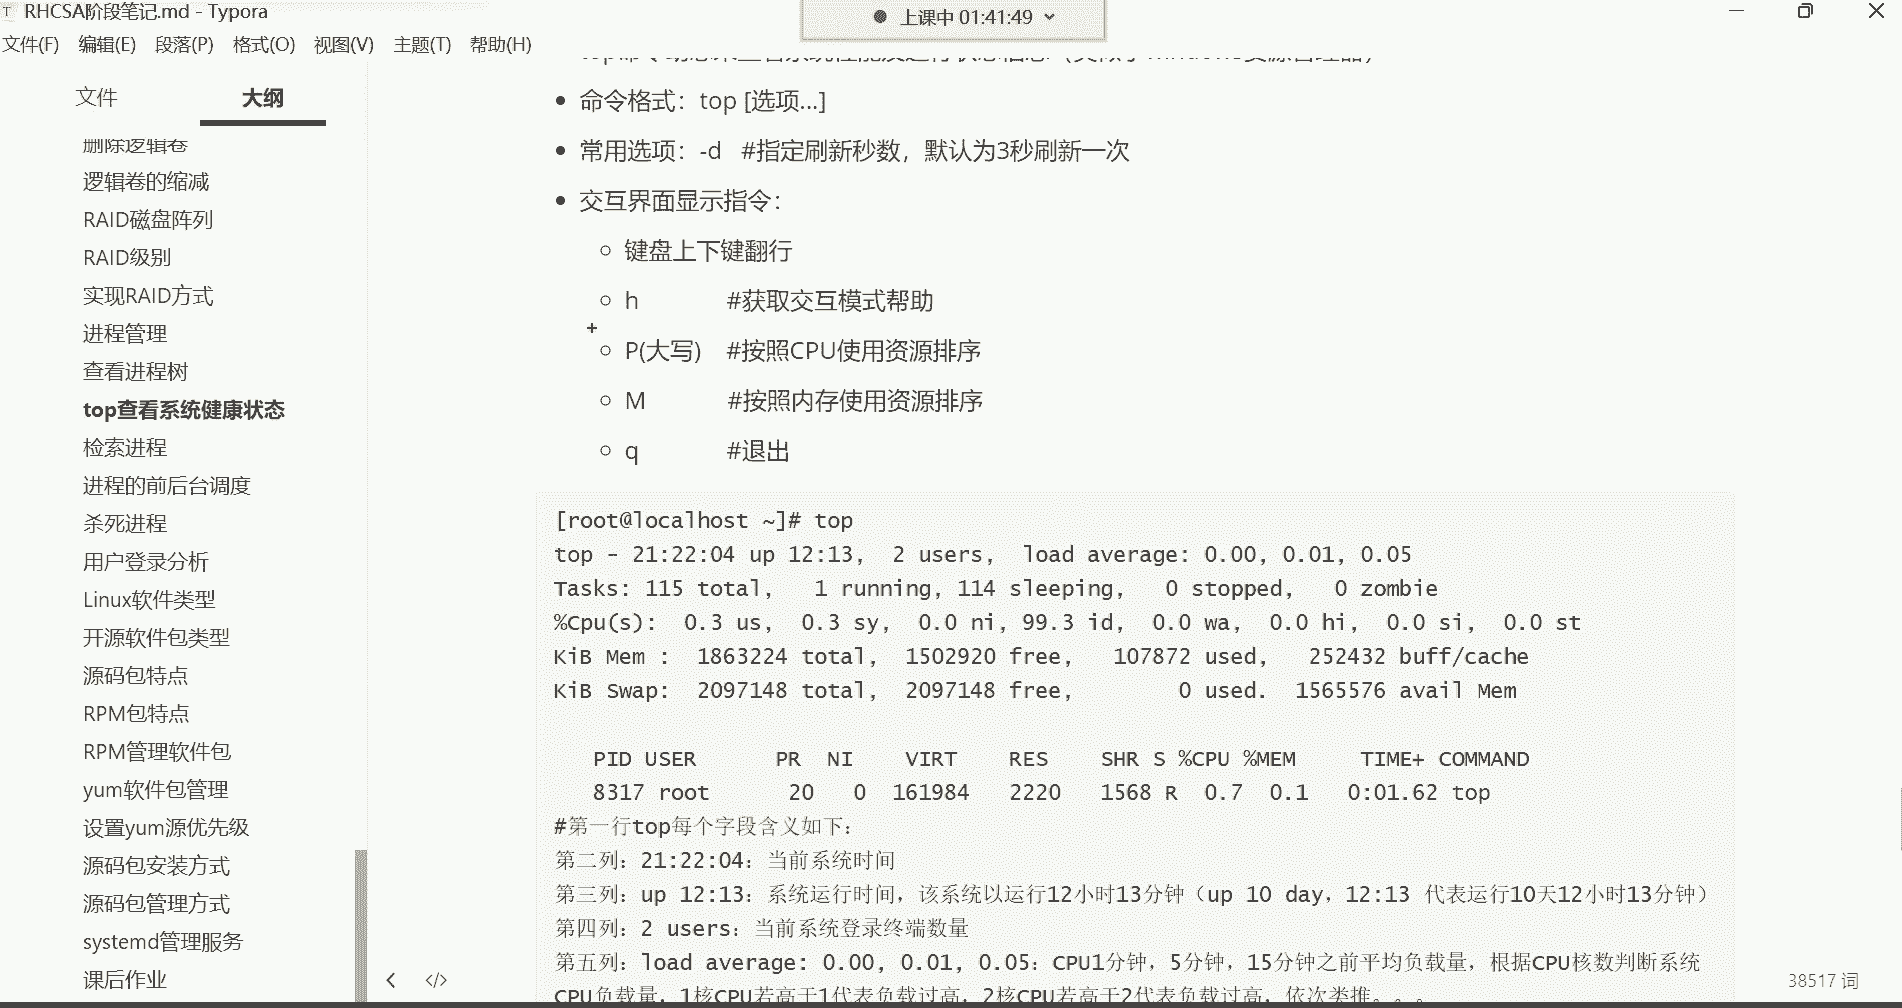 RHCSA阶段笔记.md - Typora
上课中 01:41:49
文件(F) 编辑(E) 段落(P) 格式(O) 视图(V) 主题(T) 帮助(H)
文件 大纲
删除逻辑卷
逻辑卷的缩减
RAID磁盘阵列
RAID级别
实现RAID方式
进程管理
查看进程树
top查看系统健康状态
检索进程
进程的前后台调度
杀死进程
用户登录分析
Linux软件类型
开源软件包类型
源码包特点
RPM包特点
RPM管理软件包
yum软件包管理
设置yum源优先级
源码包安装方式
源码包管理方式
systemd管理服务
课后作业
命令格式：top [选项...]
常用选项：-d #指定刷新秒数，默认为3秒刷新一次
交互界面显示指令：
键盘上下键翻行
h #获取交互模式帮助
P(大写) #按照CPU使用资源排序
M #按照内存使用资源排序
q #退出
[root@localhost ~]# top
top - 21:22:04 up 12:13, 2 users, load average: 0.00, 0.01, 0.05
Tasks: 115 total, 1 running, 114 sleeping, 0 stopped, 0 zombie
%Cpu(s): 0.3 us, 0.3 sy, 0.0 ni, 99.3 id, 0.0 wa, 0.0 hi, 0.0 si, 0.0 st
KiB Mem : 1863224 total, 1502920 free, 107872 used, 252432 buff/cache
KiB Swap: 2097148 total, 2097148 free, 0 used. 1565576 avail Mem
PID USER PR NI VIRT RES SHR S %CPU %MEM TIME+ COMMAND
8317 root 20 0 161984 2220 1568 R 0.7 0.1 0:01.62 top
#第一行top每个字段含义如下：
第二列：21:22:04：当前系统时间
第三列：up 12:13：系统运行时间，该系统以运行12小时13分钟（up 10 day，12:13 代表运行10天12小时13分钟）
第四列：2 users：当前系统登录终端数量
第五列：load average: 0.00, 0.01, 0.05：CPU1分钟，5分钟，15分钟之前平均负载量，根据CPU核数判断系统
CPU负载量，1核CPU若高于1代表负载过高，2核CPU若高于2代表负载过高，依次类推。。。
38517 词